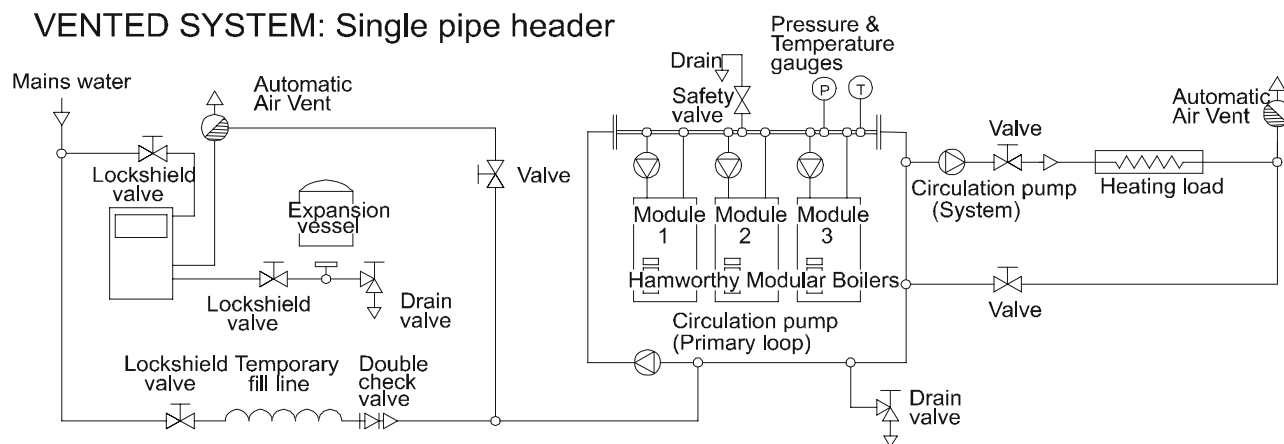 VENTED SYSTEM: Single pipe header
Mains water
Automatic
Air Vent
Lockshield
valve
Expansion
vessel
Lockshield
valve
Drain
valve
Valve
Lockshield
valve
Temporary
fill line
Double
check
valve
Drain
Safety
valve
Pressure &
Temperature
gauges
P
T
Module
1
Module
2
Module
3
Hamworthy Modular Boilers
Circulation pump
(Primary loop)
Drain
valve
Circulation pump
(System)
Valve
Heating load
Automatic
Air Vent
Valve